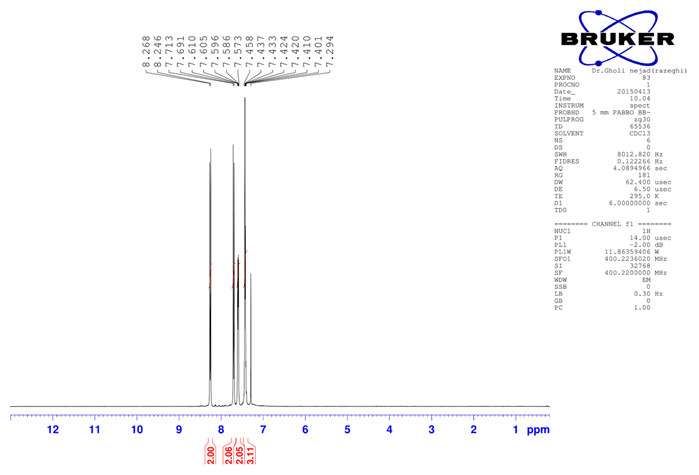 8.268
8.246
7.713
7.691
7.610
7.605
7.596
7.586
7.573
7.458
7.437
7.433
7.424
7.420
7.410
7.401
7.294
BRUKER
NAME Dr.Gholi nejad(razeghi)
EXPNO 83
PROCNO 1
Date_ 20150413
Time 10.04
INSTRUM spect
PROBHD 5 mm PABBO BB-
PULPROG zg30
TD 65536
SOLVENT CDCl3
NS 6
DS 0
SWH 8012.820 Hz
FIDRES 0.122266 Hz
AQ 4.0894966 sec
RG 181
DW 62.400 usec
DE 6.50 usec
TE 295.0 K
D1 6.00000000 sec
TD0 1
======== CHANNEL f1 ========
NUC1 1H
P1 14.00 usec
PL1 -2.00 dB
PL1W 11.86359406 W
SFO1 400.2236020 MHz
SI 32768
SF 400.2200000 MHz
WDW EM
SSB 0
LB 0.30 Hz
GB 0
PC 1.00
12 11 10 9 8 7 6 5 4 3 2 1 ppm
2.00 2.06 2.05 3.11